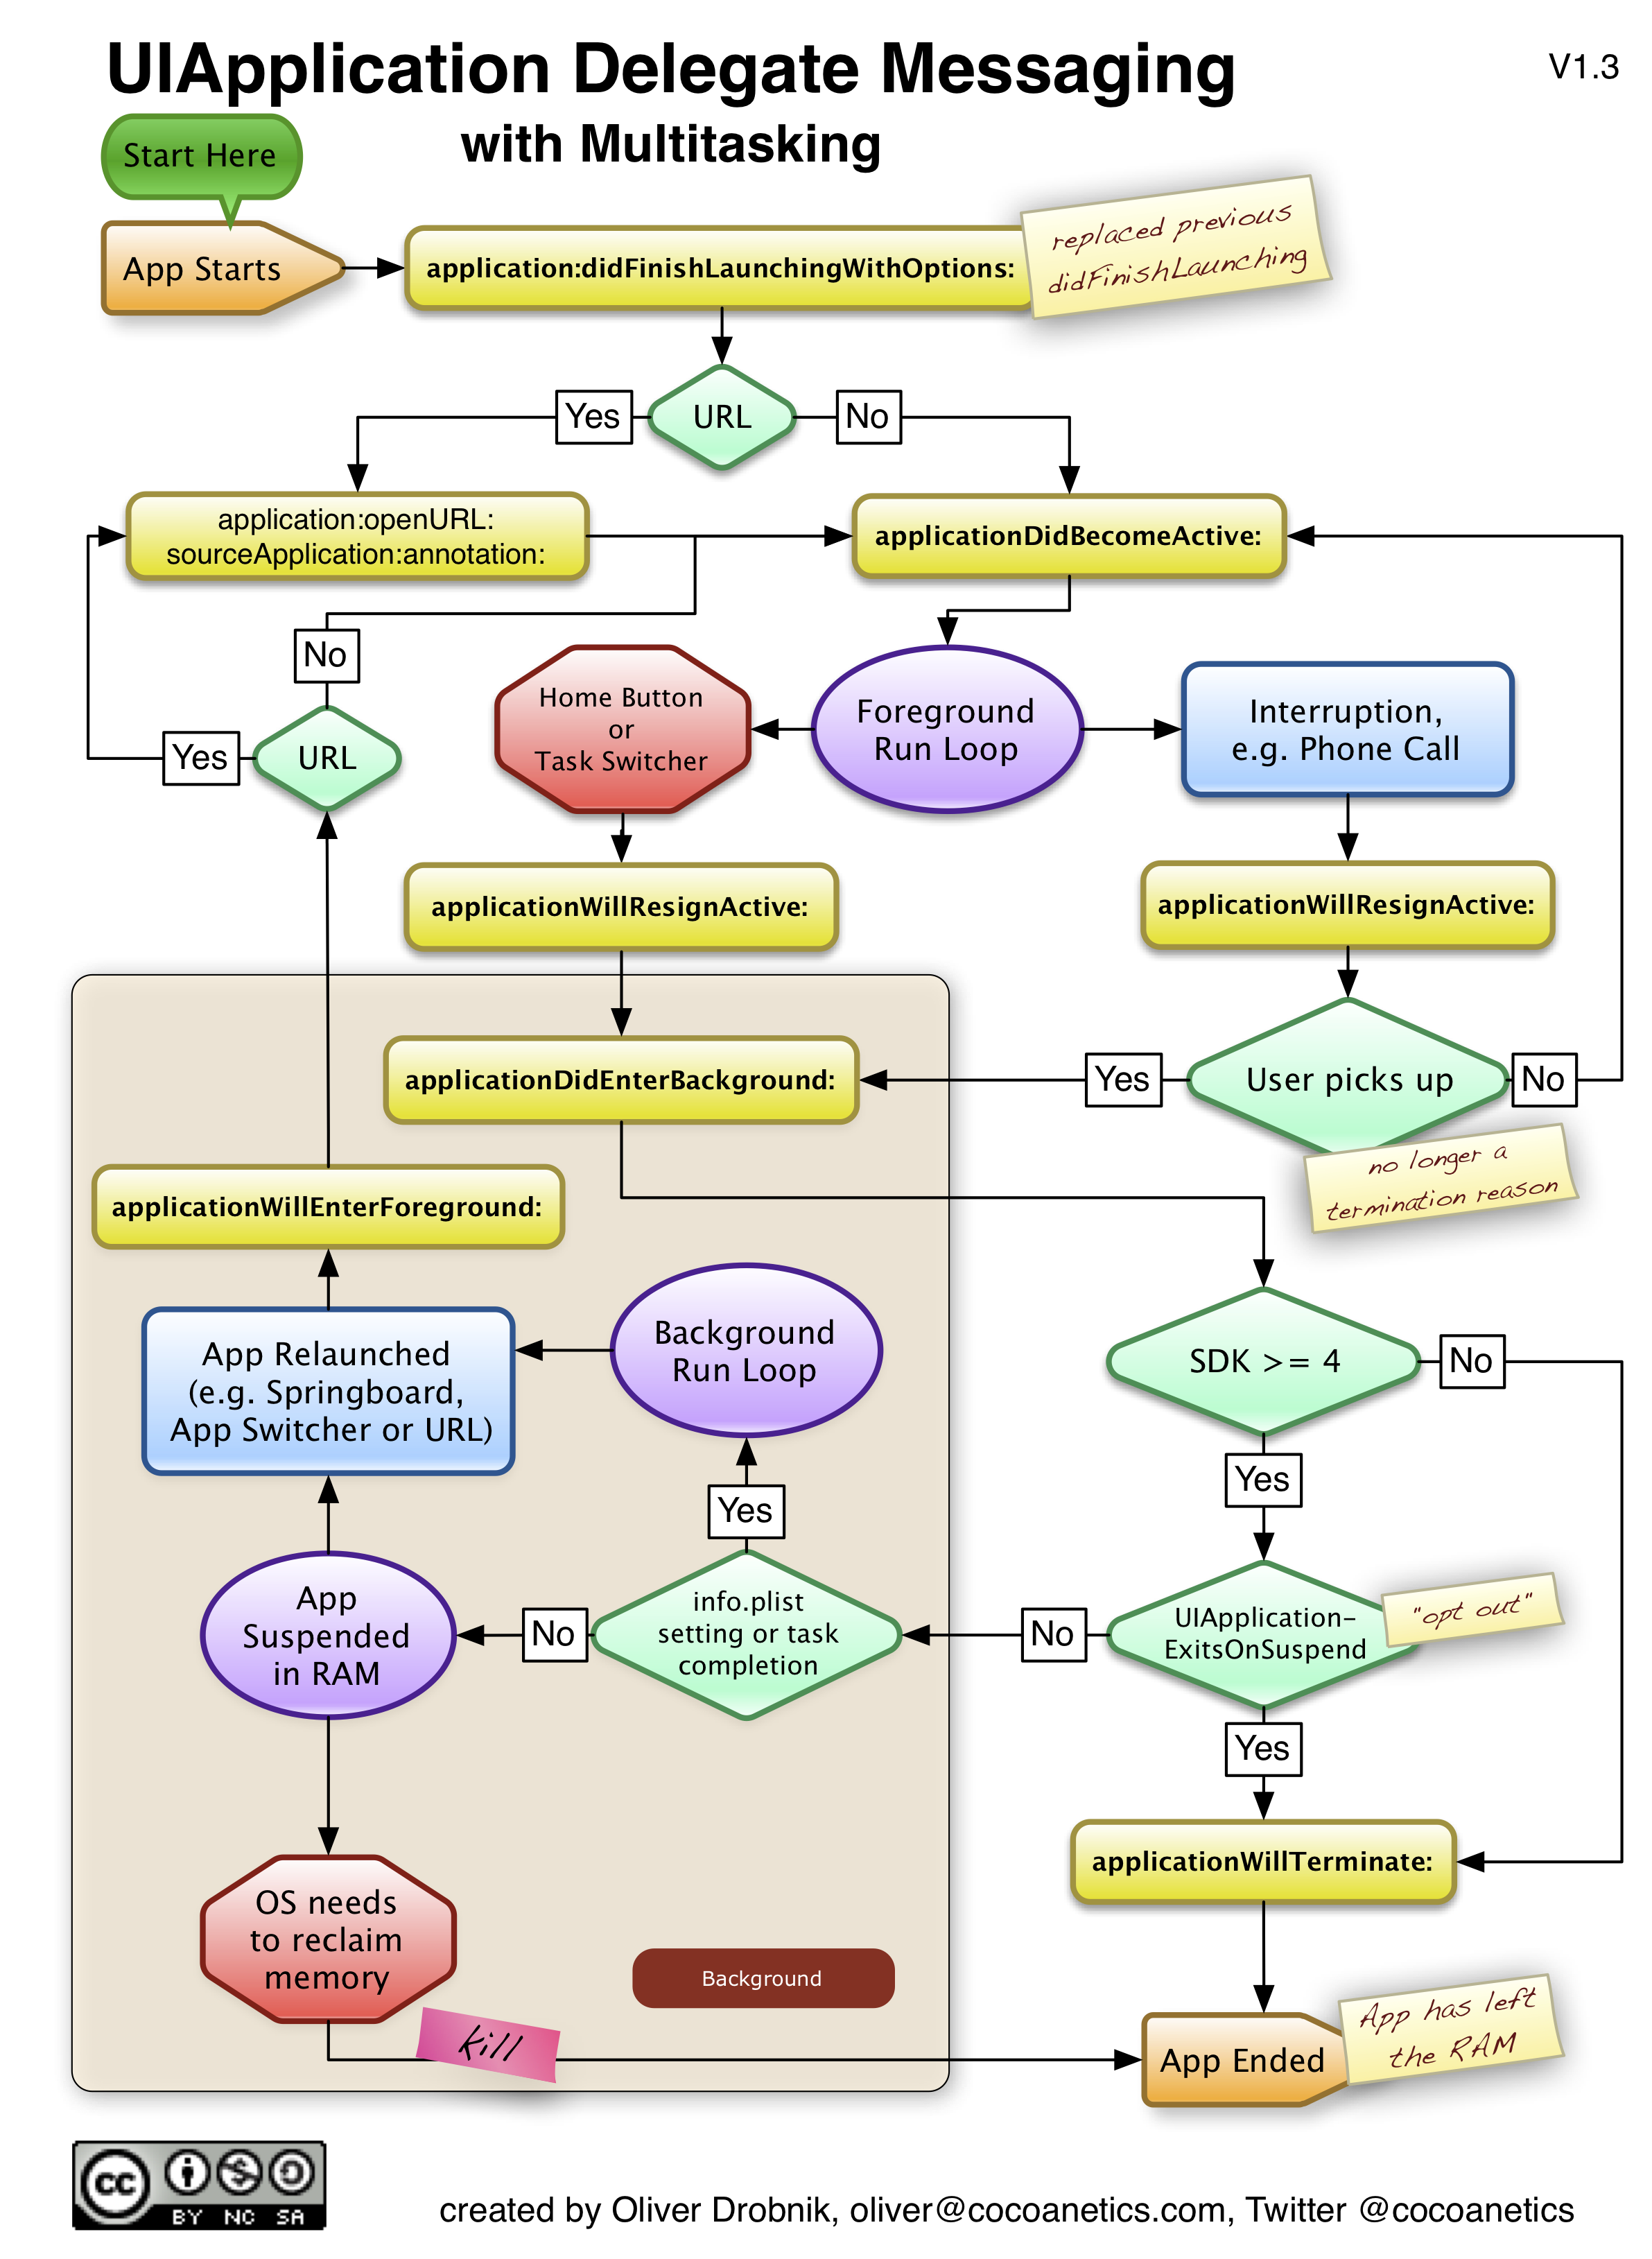 UIApplication Delegate Messaging
V1.3
with Multitasking
Start Here
App Starts
application:didFinishLaunchingWithOptions:
replaced previous
didFinishLaunching
Yes
URL
No
application:openURL:
sourceApplication:annotation:
applicationDidBecomeActive:
No
Yes
URL
Home Button
or
Task Switcher
Foreground
Run Loop
Interruption,
e.g. Phone Call
applicationWillResignActive:
applicationWillResignActive:
applicationDidEnterBackground:
Yes
User picks up
No
no longer a
termination reason
applicationWillEnterForeground:
App Relaunched
(e.g. Springboard,
App Switcher or URL)
Background
Run Loop
SDK >= 4
No
Yes
Yes
App
Suspended
in RAM
No
info.plist
setting or task
completion
No
UIApplication-
ExitsOnSuspend
"opt out"
Yes
applicationWillTerminate:
OS needs
to reclaim
memory
Background
kill
App Ended
App has left
the RAM
cc
BY NC SA
created by Oliver Drobnik, oliver@cocoanetics.com, Twitter @cocoanetics